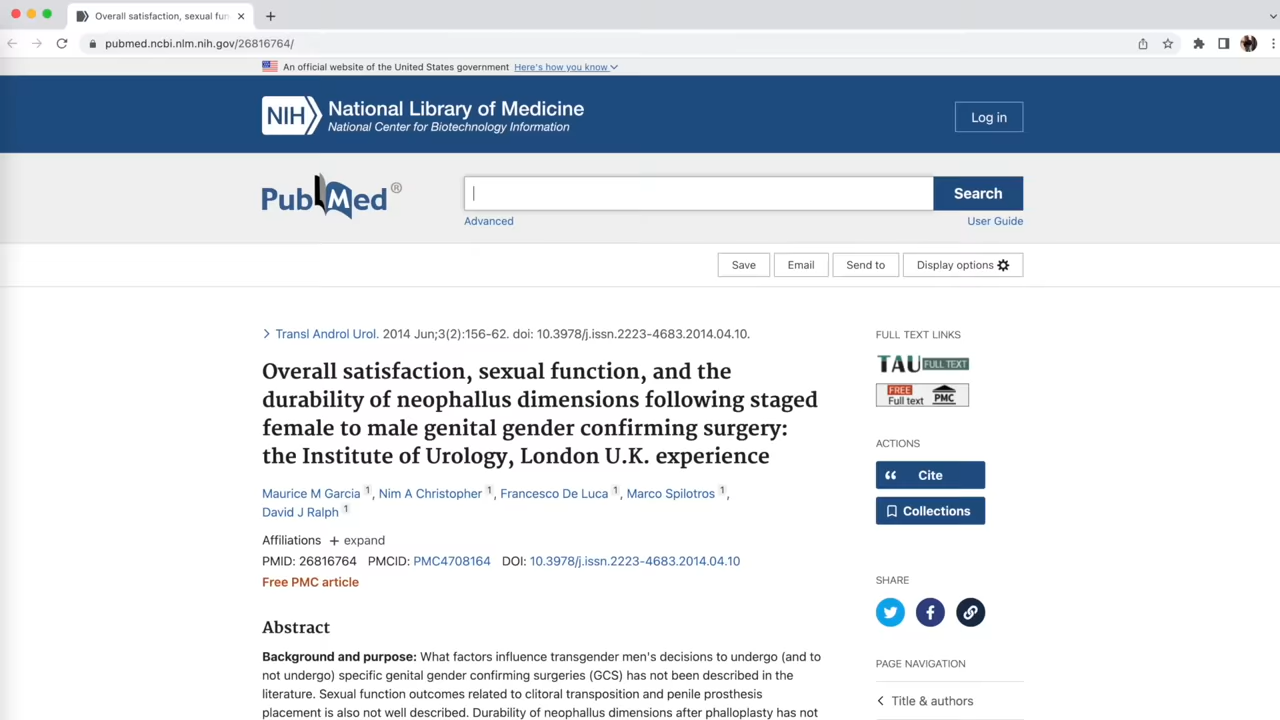 Overall satisfaction, sexual fun
pubmed.ncbi.nlm.nih.gov/26816764/
An official website of the United States government Here's how you know
NIH National Library of Medicine
National Center for Biotechnology Information
Log in
PubMed®
Search
Advanced
User Guide
Save
Email
Send to
Display options
Transl Androl Urol. 2014 Jun;3(2):156-62. doi: 10.3978/j.issn.2223-4683.2014.04.10.
Overall satisfaction, sexual function, and the
durability of neophallus dimensions following staged
female to male genital gender confirming surgery:
the Institute of Urology, London U.K. experience
Maurice M Garcia 1, Nim A Christopher 1, Francesco De Luca 1, Marco Spilotros 1,
David J Ralph 1
Affiliations + expand
PMID: 26816764 PMCID: PMC4708164 DOI: 10.3978/j.issn.2223-4683.2014.04.10
Free PMC article
Abstract
Background and purpose: What factors influence transgender men's decisions to undergo (and to
not undergo) specific genital gender confirming surgeries (GCS) has not been described in the
literature. Sexual function outcomes related to clitoral transposition and penile prosthesis
placement is also not well described. Durability of neophallus dimensions after phalloplasty has not
FULL TEXT LINKS
TAU FULL TEXT
FREE Full text PMC
ACTIONS
Cite
Collections
SHARE
PAGE NAVIGATION
Title & authors